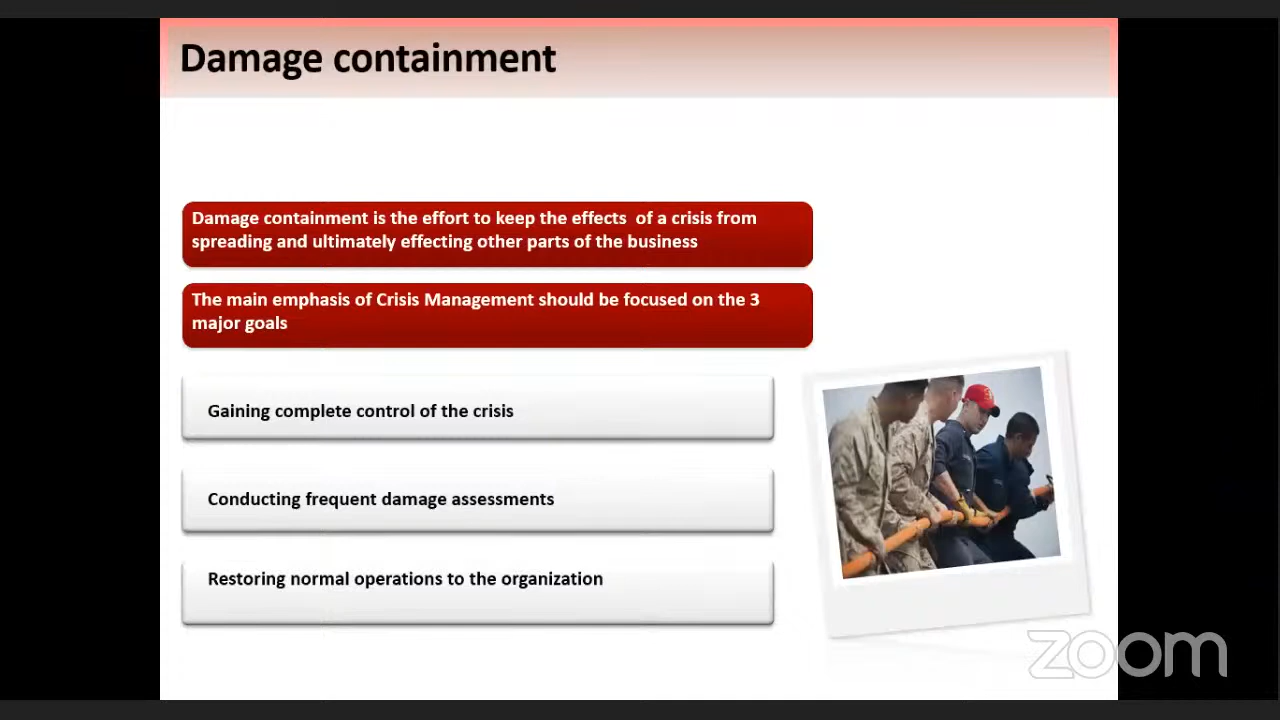 Damage containment
Damage containment is the effort to keep the effects of a crisis from
spreading and ultimately effecting other parts of the business
The main emphasis of Crisis Management should be focused on the 3
major goals
Gaining complete control of the crisis
Conducting frequent damage assessments
Restoring normal operations to the organization
zoom